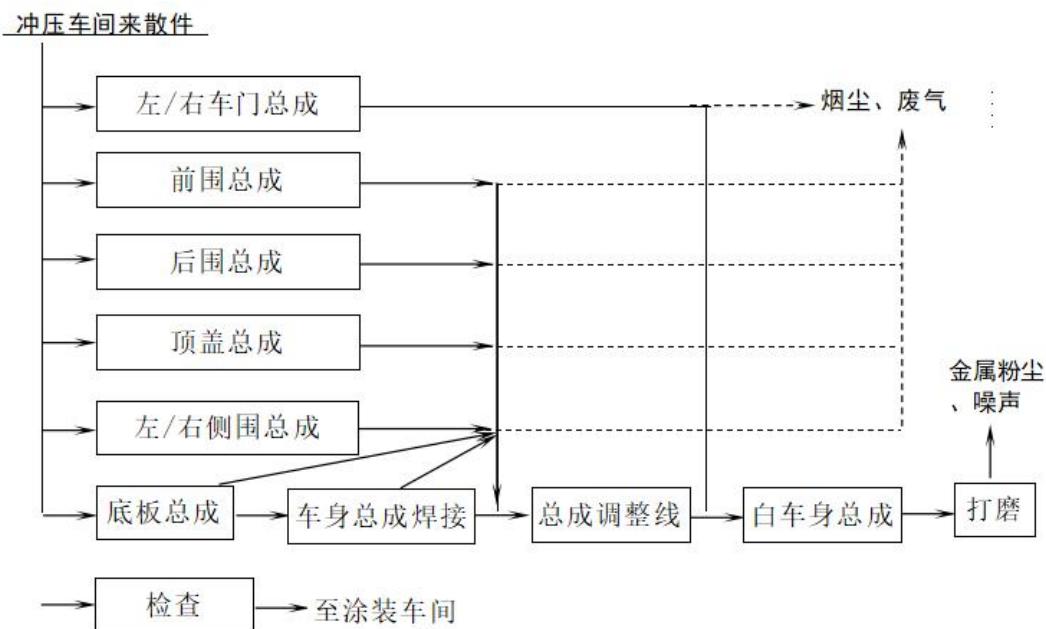 冲压车间来散件
左/右车门总成
烟尘、废气
前围总成
后围总成
顶盖总成
金属粉尘
、噪声
左/右侧围总成
底板总成
车身总成焊接
总成调整线
白车身总成
打磨
检查
至涂装车间